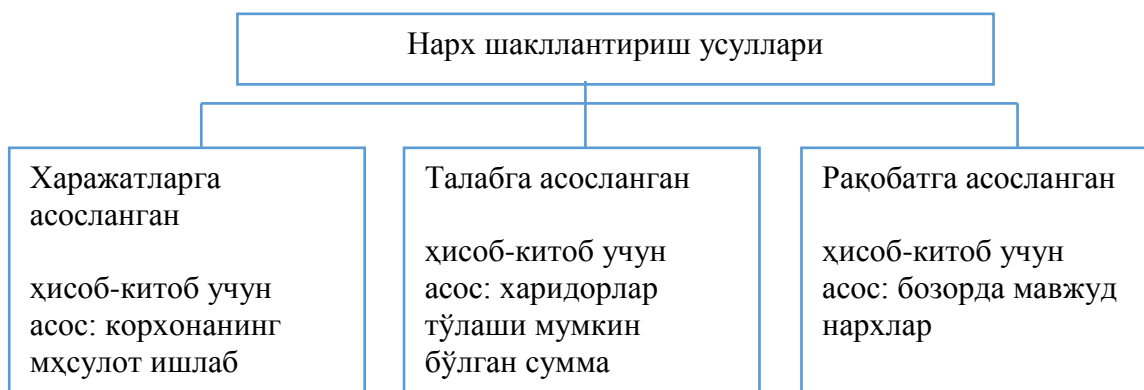 Нарх шакллантириш усуллари
Харажатларга
асосланган
ҳисоб-китоб учун
асос: корхонанинг
мҳсулот ишлаб
Талабга асосланган
ҳисоб-китоб учун
асос: харидорлар
тўлаши мумкин
бўлган сумма
Рақобатга асосланган
ҳисоб-китоб учун
асос: бозорда мавжуд
нархлар